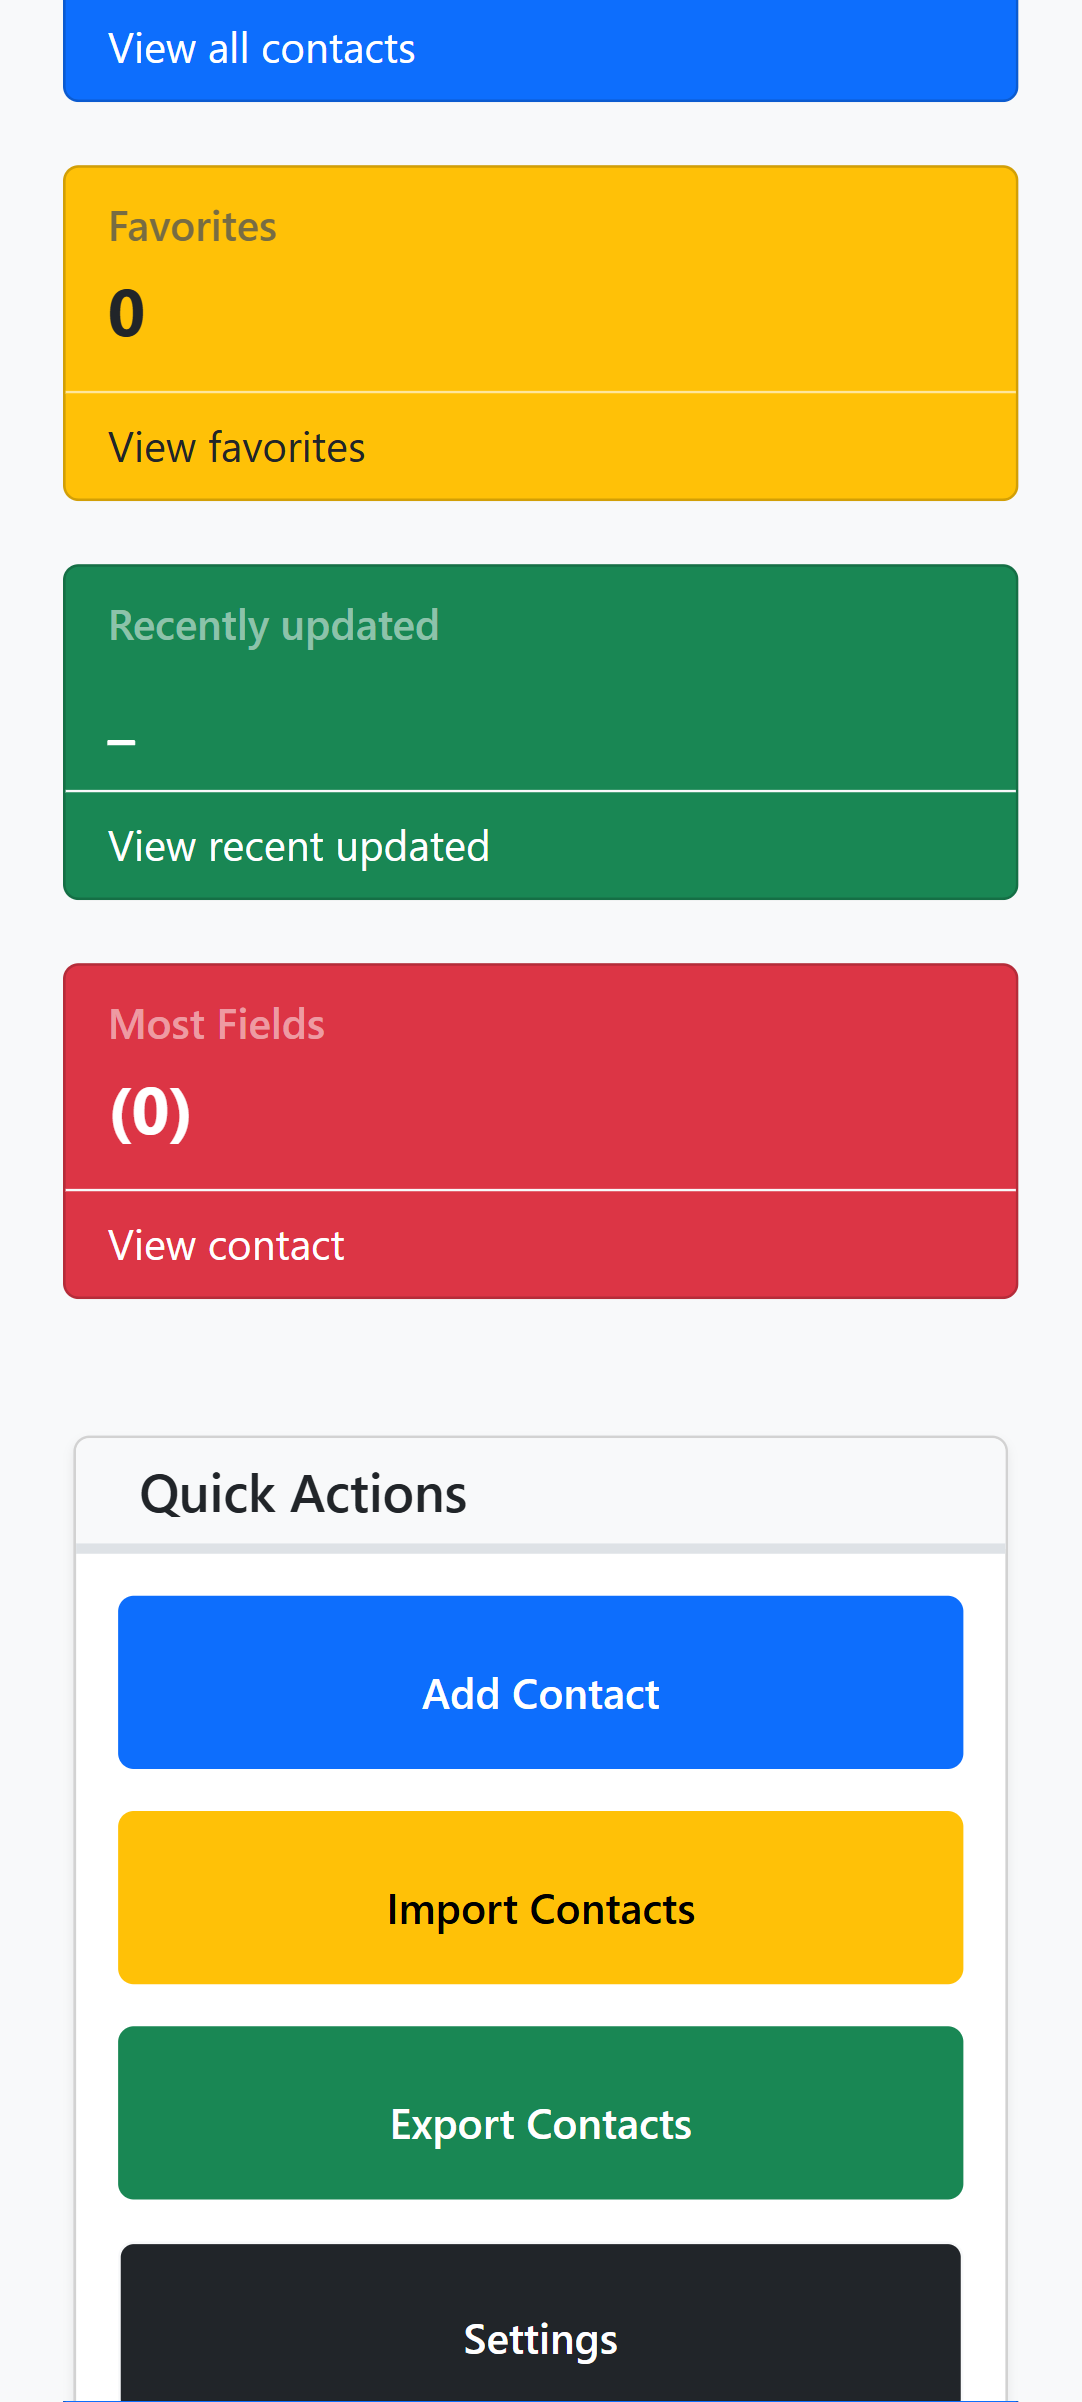 View all contacts
Favorites
0
View favorites
Recently updated
–
View recent updated
Most Fields
(0)
View contact
Quick Actions
Add Contact
Import Contacts
Export Contacts
Settings